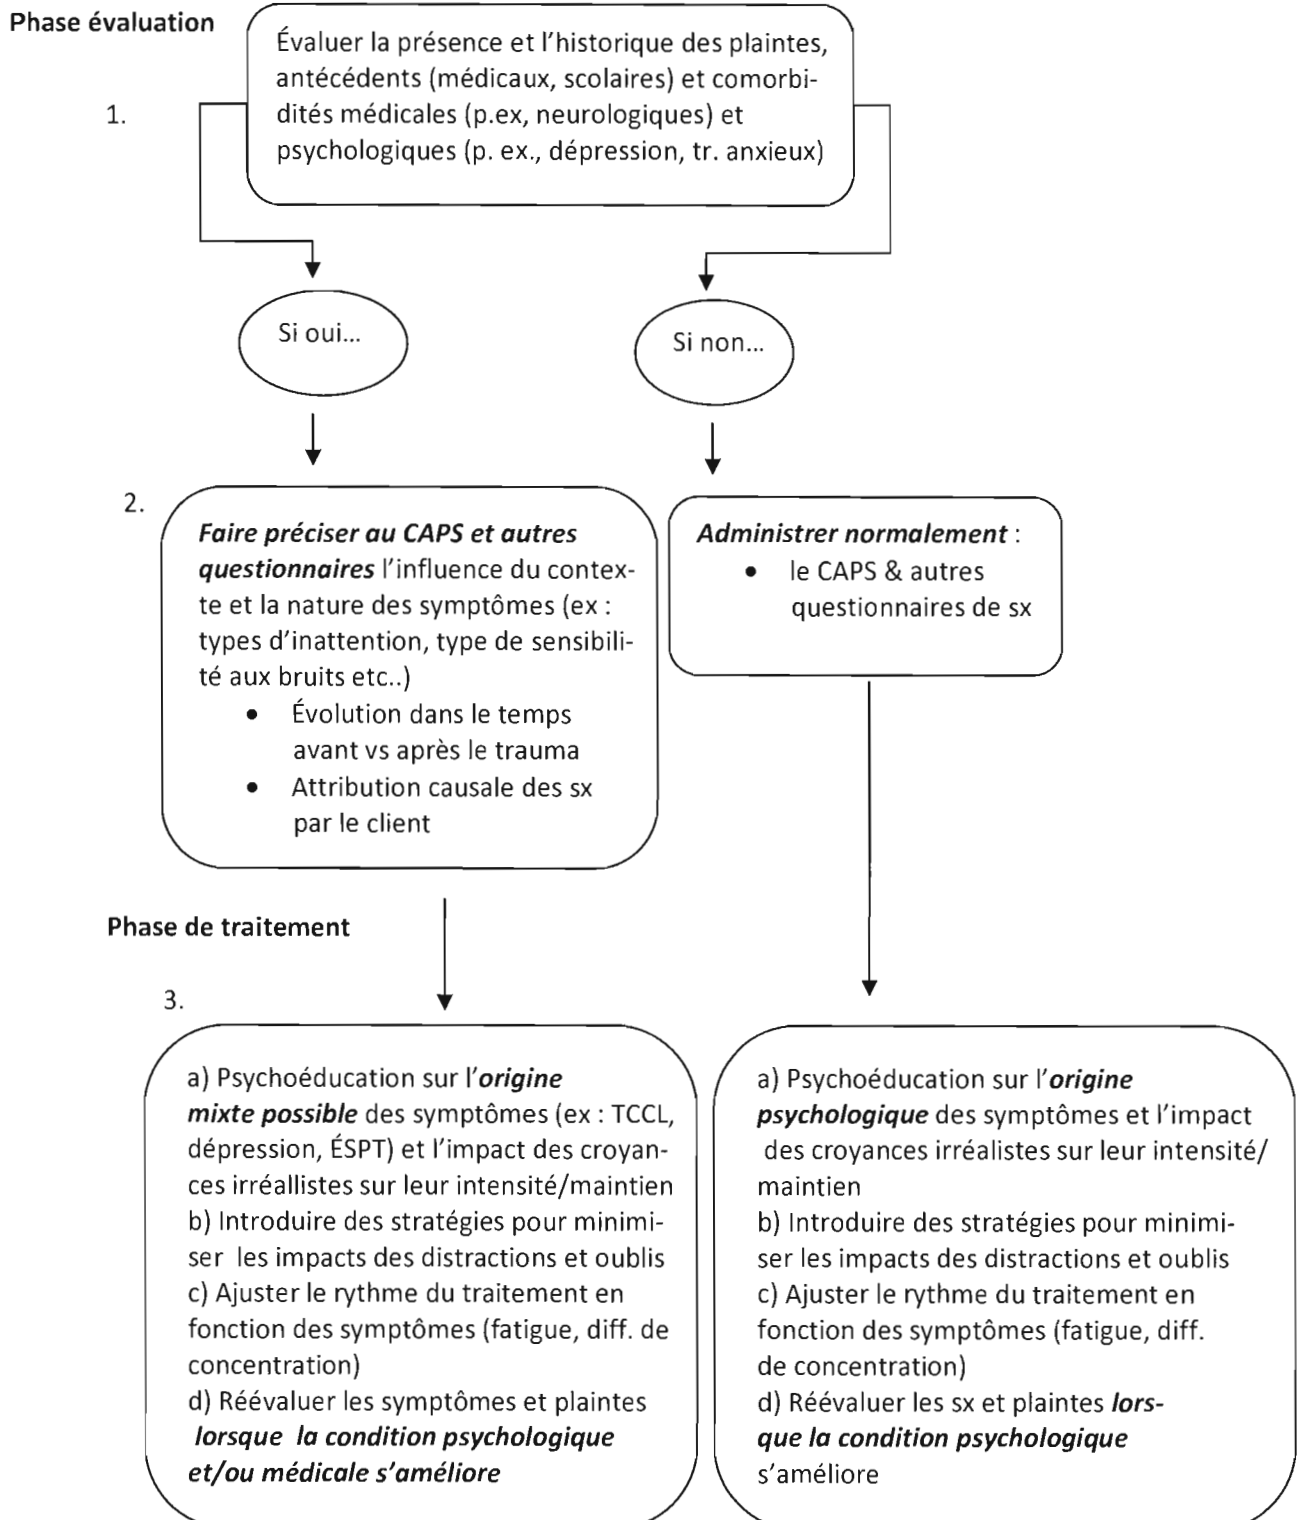 Phase évaluation
Évaluer la présence et l’historique des plaintes,
antécédents (médicaux, scolaires) et comorbi-
dités médicales (p.ex, neurologiques) et
psychologiques (p. ex., dépression, tr. anxieux)
1.
Si oui...
Si non...
2.
Faire préciser au CAPS et autres
questionnaires l’influence du contex-
te et la nature des symptômes (ex :
types d’inattention, type de sensibili-
té aux bruits etc..)
• Évolution dans le temps
avant vs après le trauma
• Attribution causale des sx
par le client
Administrer normalement :
• le CAPS & autres
questionnaires de sx
Phase de traitement
3.
a) Psychoéducation sur l’origine
mixte possible des symptômes (ex : TCCL,
dépression, ÉSPT) et l’impact des croyan-
ces irréallistes sur leur intensité/maintien
b) Introduire des stratégies pour minimi-
ser les impacts des distractions et oublis
c) Ajuster le rythme du traitement en
fonction des symptômes (fatigue, diff. de
concentration)
d) Réévaluer les symptômes et plaintes
lorsque la condition psychologique
et/ou médicale s’améliore
a) Psychoéducation sur l’origine
psychologique des symptômes et l’impact
des croyances irréalistes sur leur intensité/
maintien
b) Introduire des stratégies pour minimi-
ser les impacts des distractions et oublis
c) Ajuster le rythme du traitement en
fonction des symptômes (fatigue, diff.
de concentration)
d) Réévaluer les sx et plaintes lors-
que la condition psychologique
s’améliore